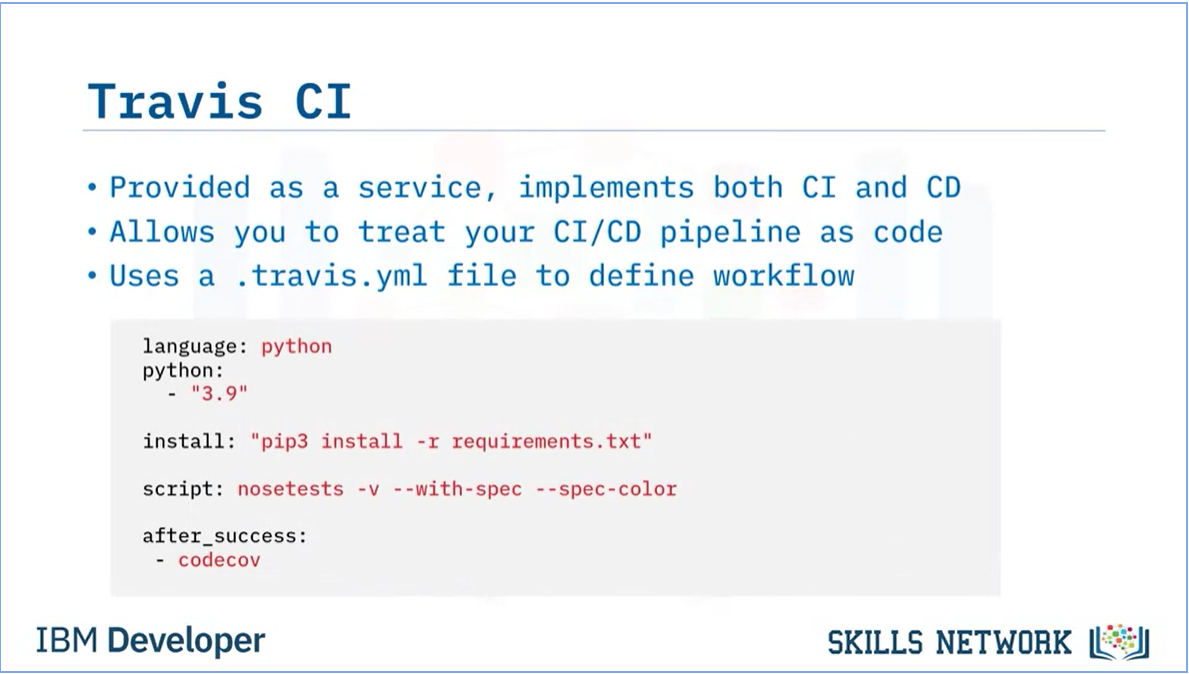 Travis CI
• Provided as a service, implements both CI and CD
• Allows you to treat your CI/CD pipeline as code
• Uses a .travis.yml file to define workflow
language: python
python:
  - "3.9"
install: "pip3 install -r requirements.txt"
script: nosetests -v --with-spec --spec-color
after_success:
 - codecov
IBM Developer
SKILLS NETWORK